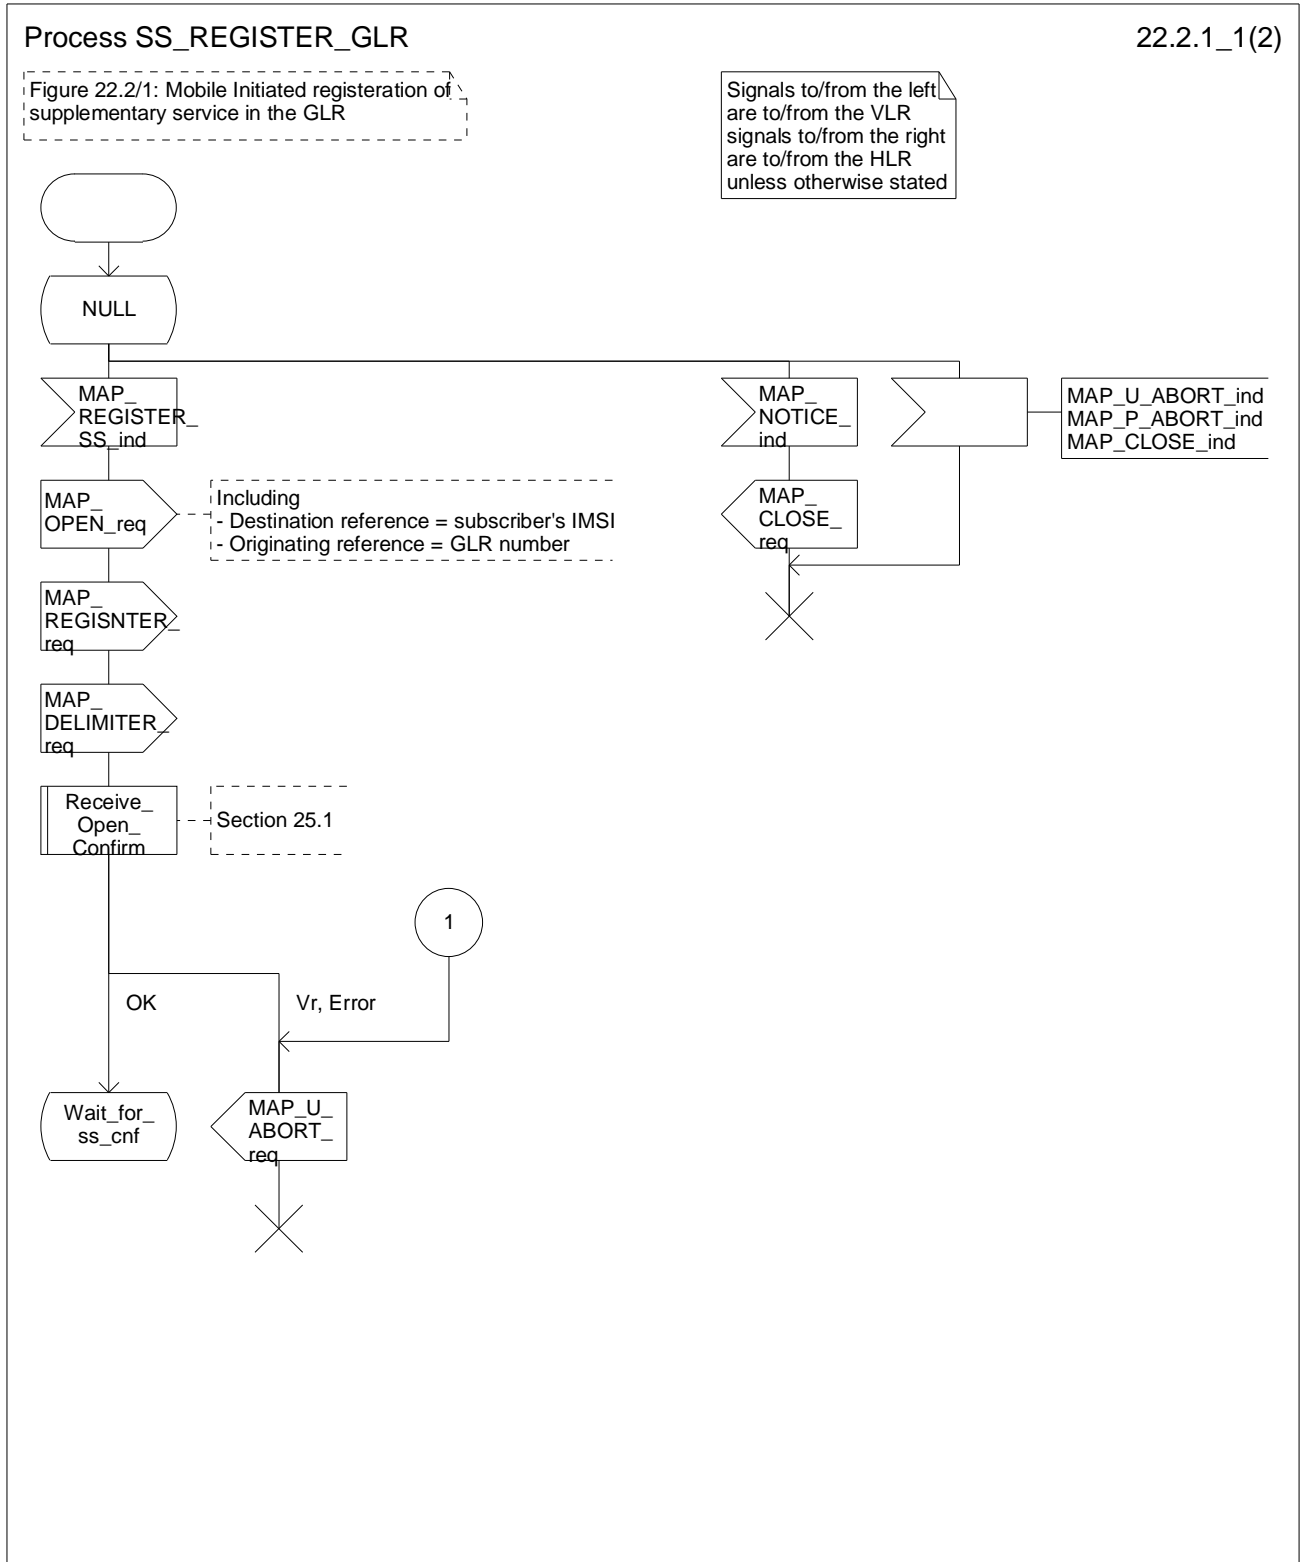 Process SS_REGISTER_GLR
22.2.1_1(2)
Figure 22.2/1: Mobile Initiated registeration of
supplementary service in the GLR
Signals to/from the left
are to/from the VLR
signals to/from the right
are to/from the HLR
unless otherwise stated
NULL
MAP_
REGISTER_
SS_ind
MAP_
NOTICE_
ind
MAP_U_ABORT_ind
MAP_P_ABORT_ind
MAP_CLOSE_ind
MAP_
OPEN_req
Including
- Destination reference = subscriber's IMSI
- Originating reference = GLR number
MAP_
CLOSE_
req
MAP_
REGISNTER_
req
MAP_
DELIMITER_
req
Receive_
Open_
Confirm
Section 25.1
1
OK
Vr, Error
Wait_for_
ss_cnf
MAP_U_
ABORT_
req